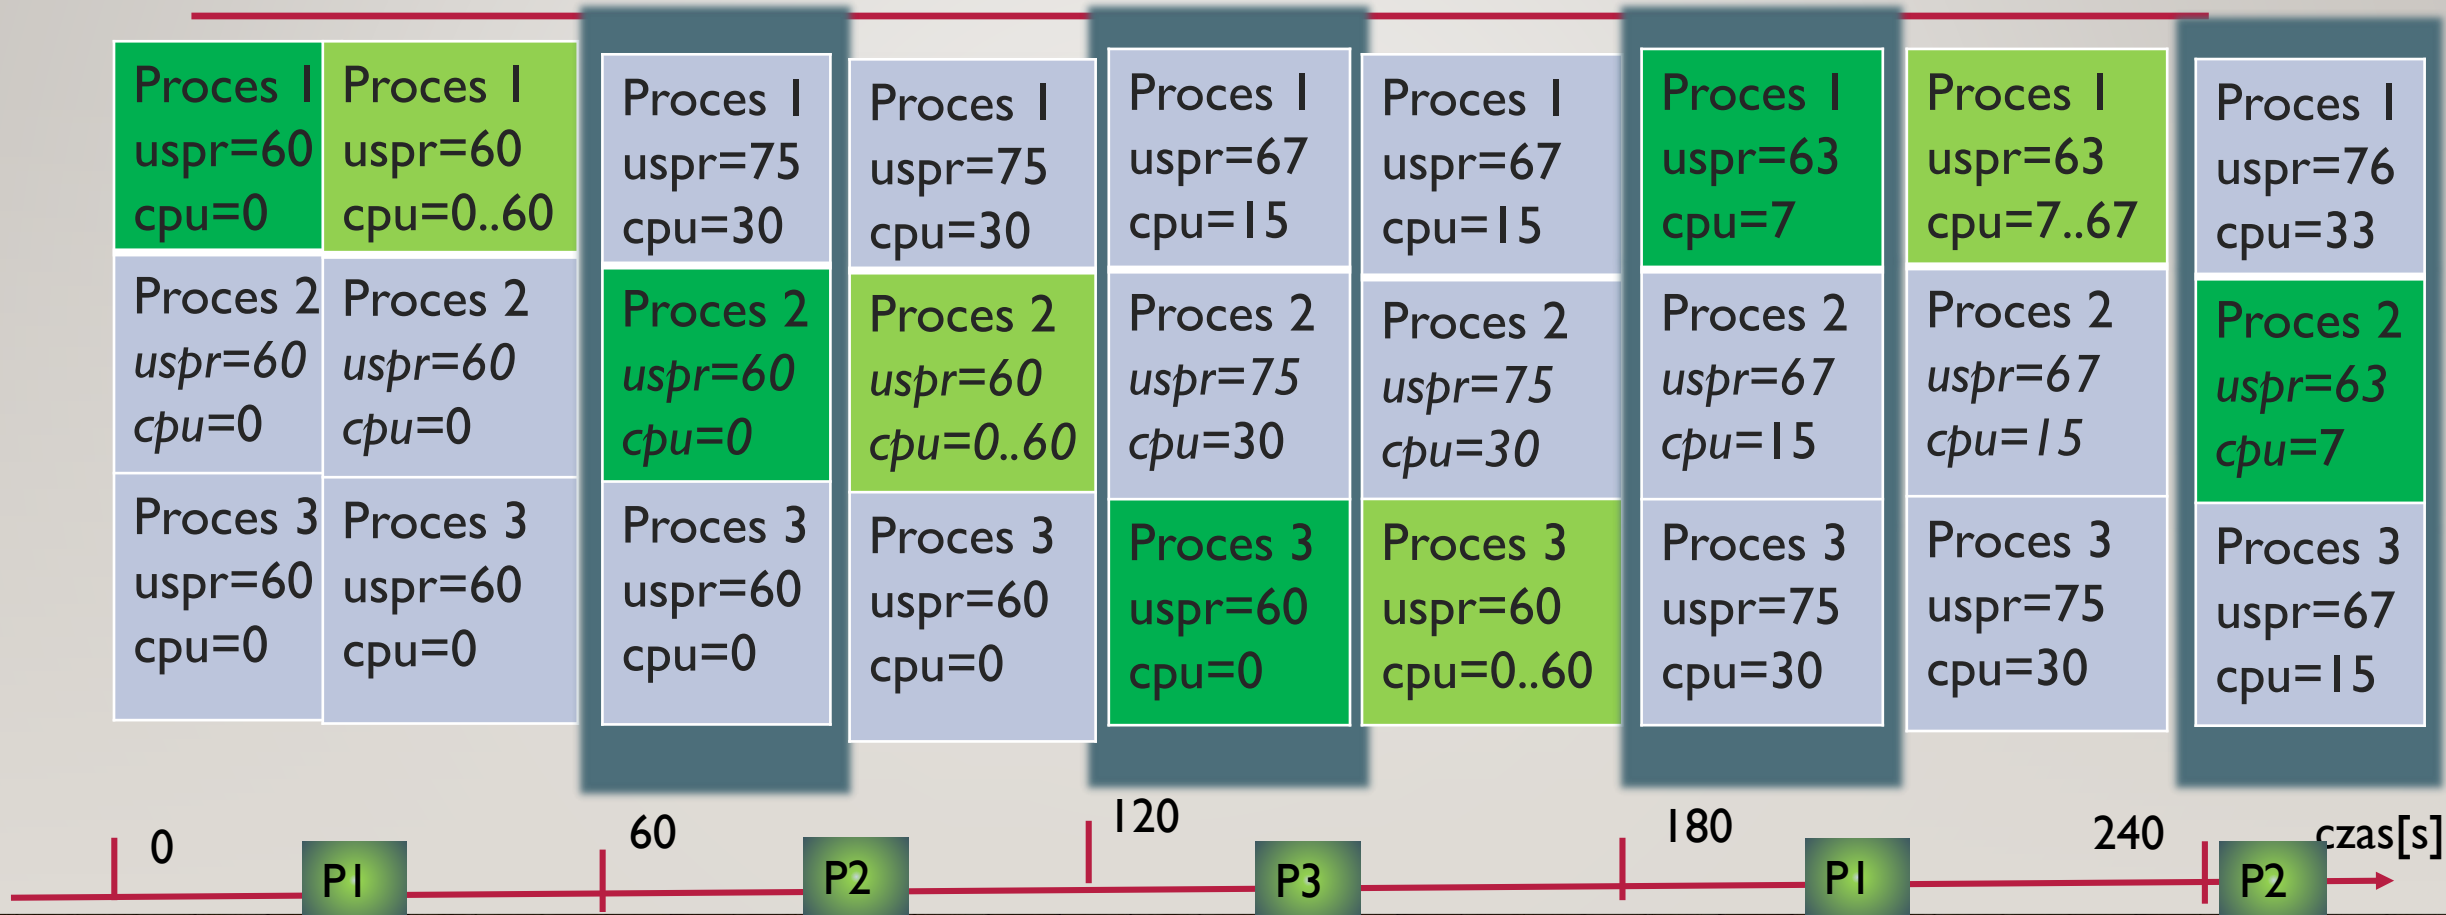 Proces 1
uspr=60
cpu=0
Proces 2
uspr=60
cpu=0
Proces 3
uspr=60
cpu=0
Proces 1
uspr=60
cpu=0..60
Proces 2
uspr=60
cpu=0
Proces 3
uspr=60
cpu=0
Proces 1
uspr=75
cpu=30
Proces 2
uspr=60
cpu=0
Proces 3
uspr=60
cpu=0
Proces 1
uspr=75
cpu=30
Proces 2
uspr=60
cpu=0..60
Proces 3
uspr=60
cpu=0
Proces 1
uspr=67
cpu=15
Proces 2
uspr=75
cpu=30
Proces 3
uspr=60
cpu=0
Proces 1
uspr=67
cpu=15
Proces 2
uspr=75
cpu=30
Proces 3
uspr=60
cpu=0..60
Proces 1
uspr=63
cpu=7
Proces 2
uspr=67
cpu=15
Proces 3
uspr=75
cpu=30
Proces 1
uspr=63
cpu=7..67
Proces 2
uspr=67
cpu=15
Proces 3
uspr=75
cpu=30
Proces 1
uspr=76
cpu=33
Proces 2
uspr=63
cpu=7
Proces 3
uspr=67
cpu=15
0
60
120
180
240
czas[s]
P1
P2
P3
P1
P2